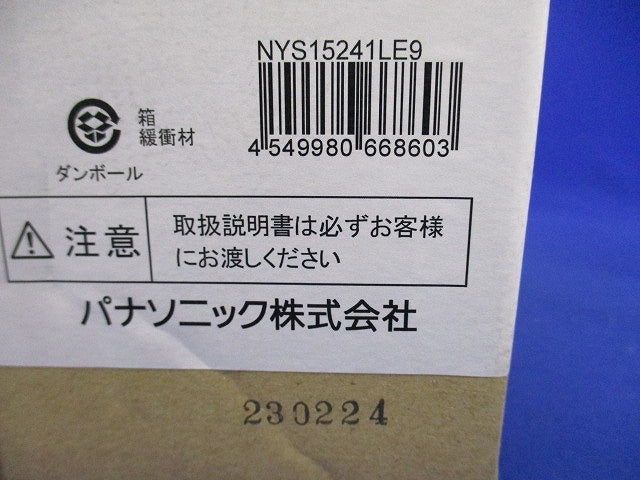 NYS15241LE9
4 549980 668603
箱
緩衝材
ダンボール
注意
取扱説明書は必ずお客様
にお渡しください
パナソニック株式会社
230224